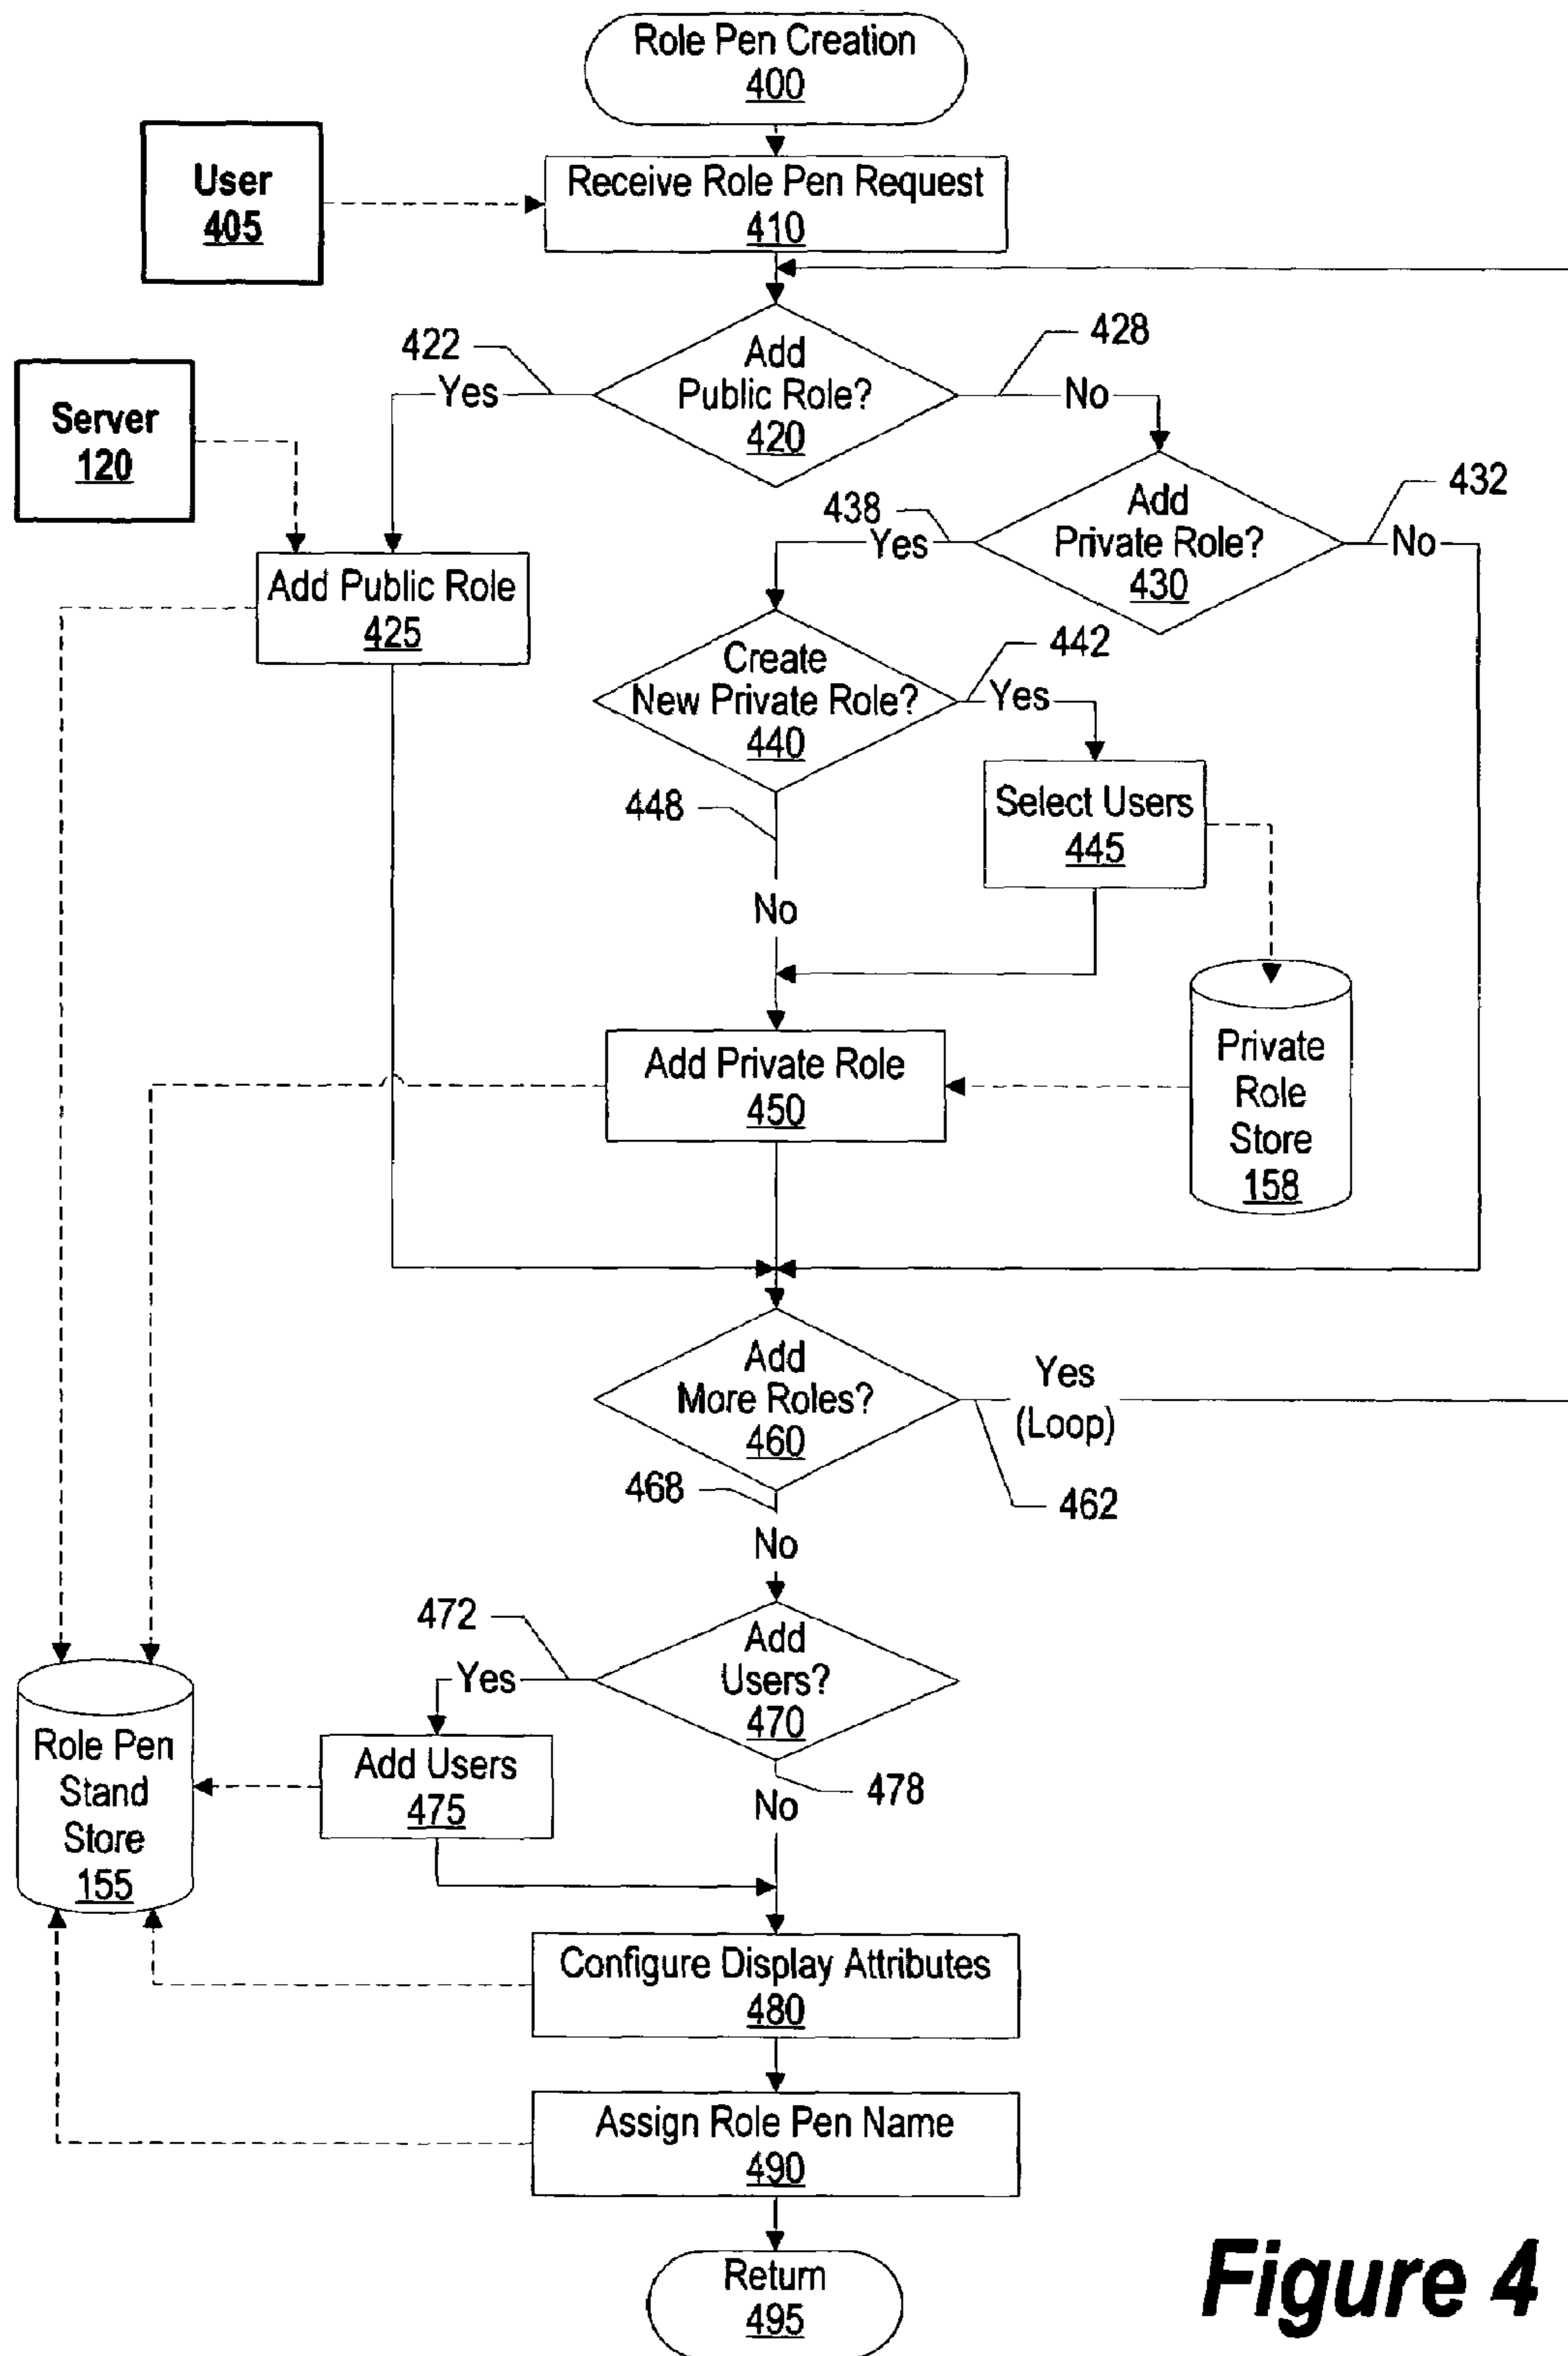 Role Pen Creation
400
User
405
Receive Role Pen Request
410
422
Yes
Add
Public Role?
420
428
No
Server
120
438
Yes
Add
Private Role?
430
432
No
Add Public Role
425
Create
New Private Role?
440
442
Yes
448
No
Select Users
445
Add Private Role
450
Private
Role
Store
158
Add
More Roles?
460
Yes
(Loop)
468
No
462
472
Yes
Add
Users?
470
Role Pen
Stand
Store
155
Add Users
475
No
478
Configure Display Attributes
480
Assign Role Pen Name
490
Return
495
Figure 4